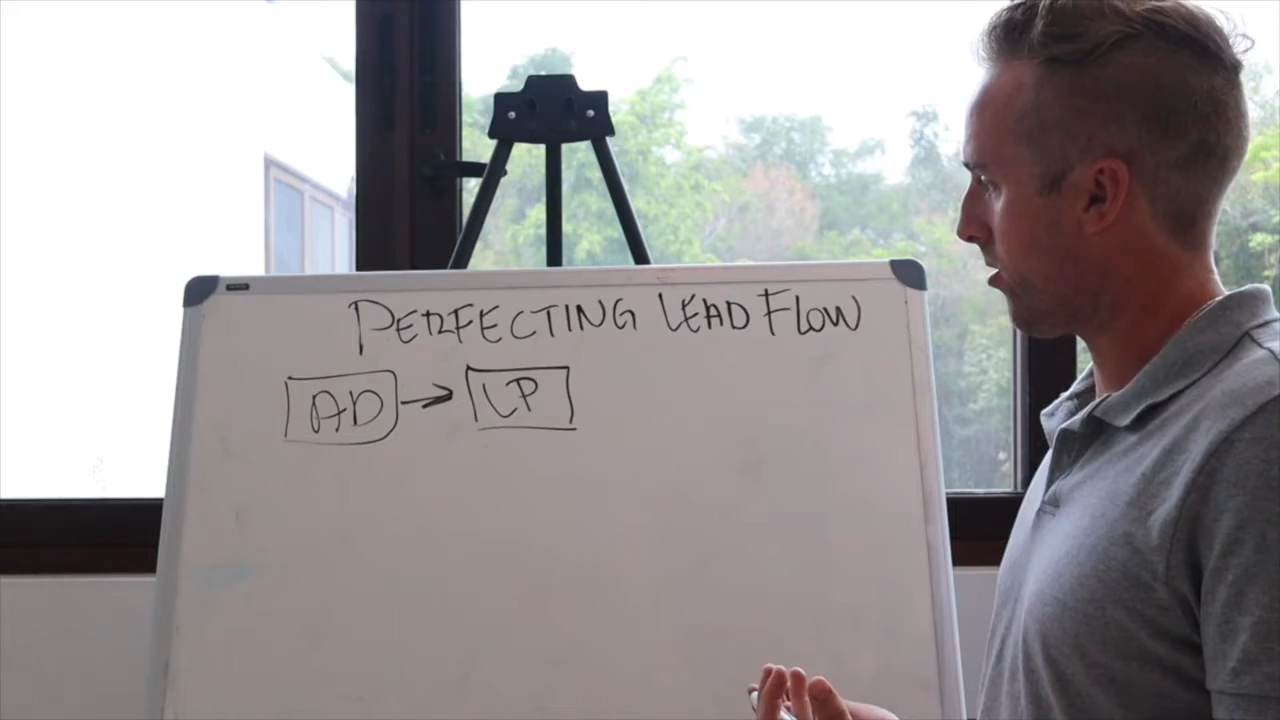 PERFECTING LEAD FLOW
AD → LP